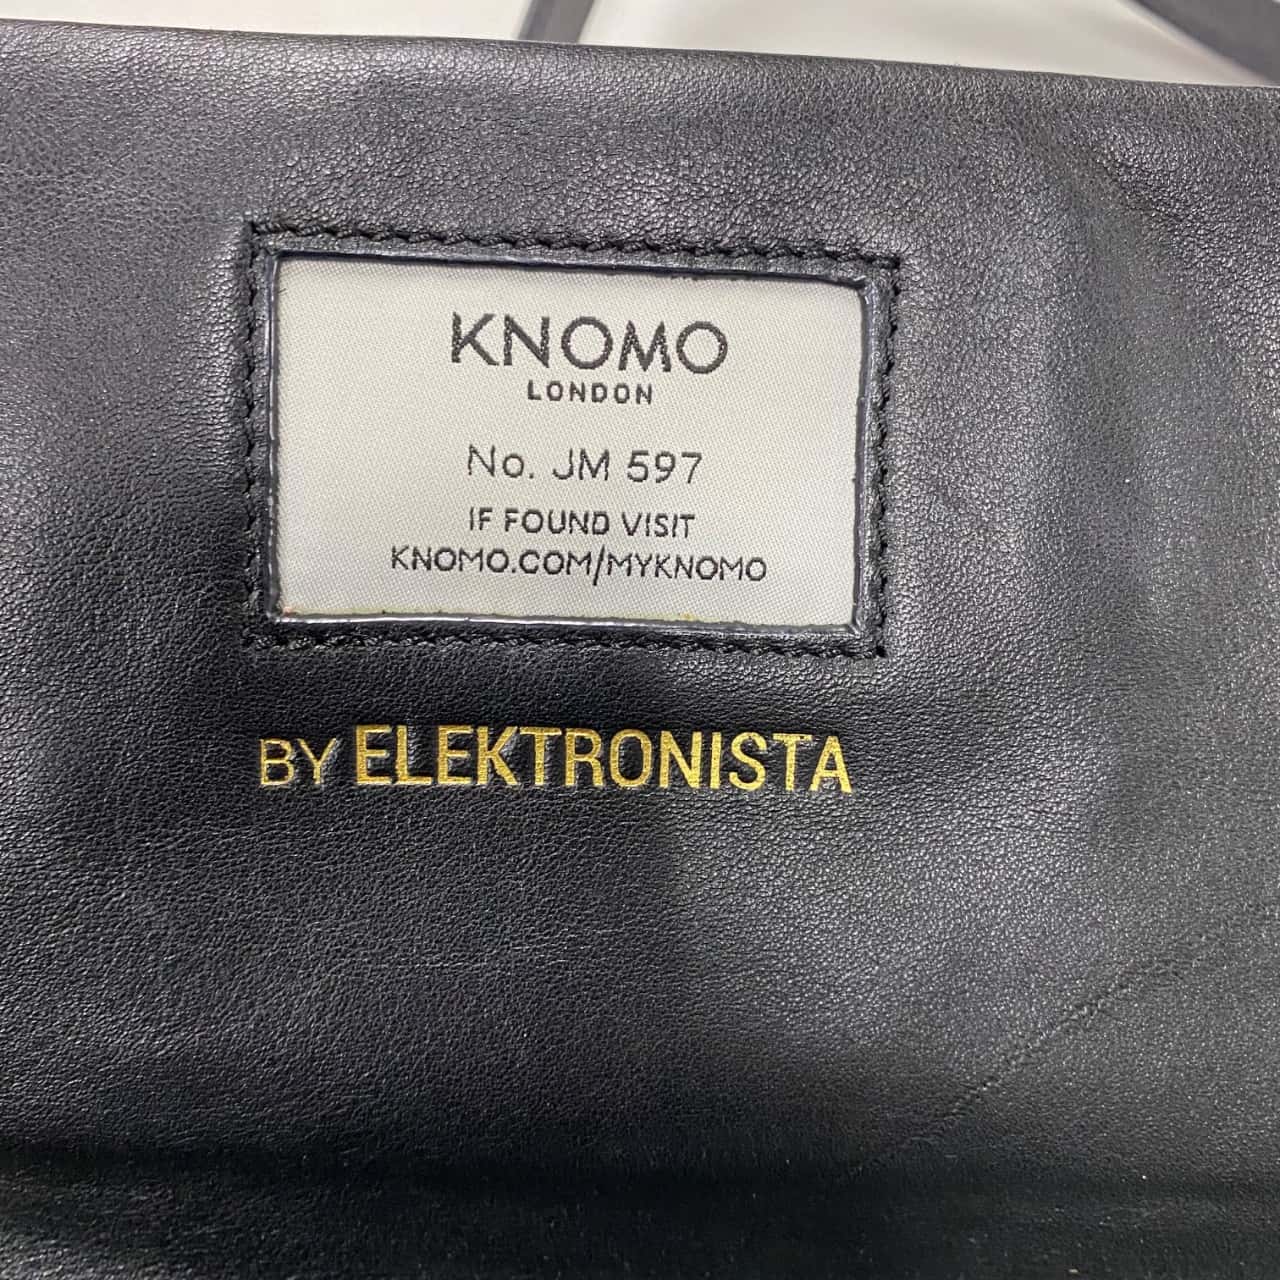 KNOMO
LONDON
No. JM 597
IF FOUND VISIT
KNOMO.COM/MYKNOMO
BY ELEKTRONISTA